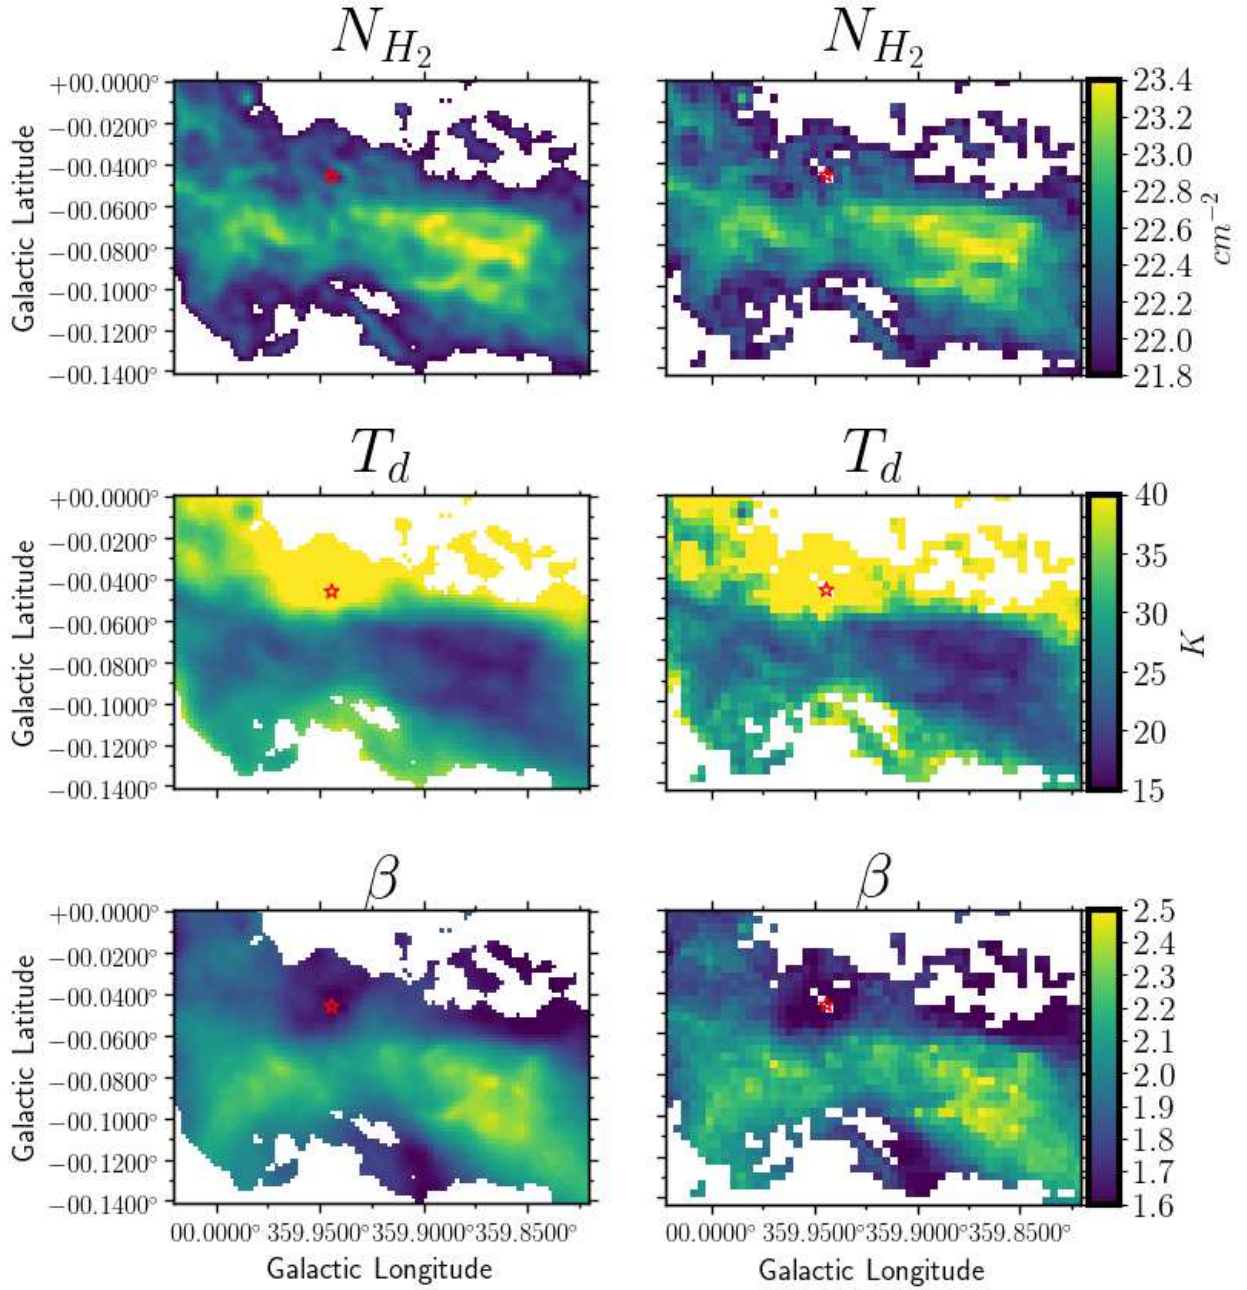 N_{H_2} N_{H_2}
+00.0000° 23.4
−00.0200° 23.2
−00.0400° 23.0
−00.0600° 22.8
−00.0800° 22.6
−00.1000° 22.4
−00.1200° 22.2
−00.1400° 22.0
21.8
Galactic Latitude
cm^{−2}
T_d T_d
+00.0000° 40
−00.0200° 35
−00.0400° 30
−00.0600° 25
−00.0800° 20
−00.1000° 15
−00.1200°
−00.1400°
Galactic Latitude
K
β β
+00.0000° 2.5
−00.0200° 2.4
−00.0400° 2.3
−00.0600° 2.2
−00.0800° 2.1
−00.1000° 2.0
−00.1200° 1.9
−00.1400° 1.8
1.7
1.6
Galactic Latitude
00.0000° 359.9500° 359.9000° 359.8500° 00.0000° 359.9500° 359.9000° 359.8500°
Galactic Longitude Galactic Longitude